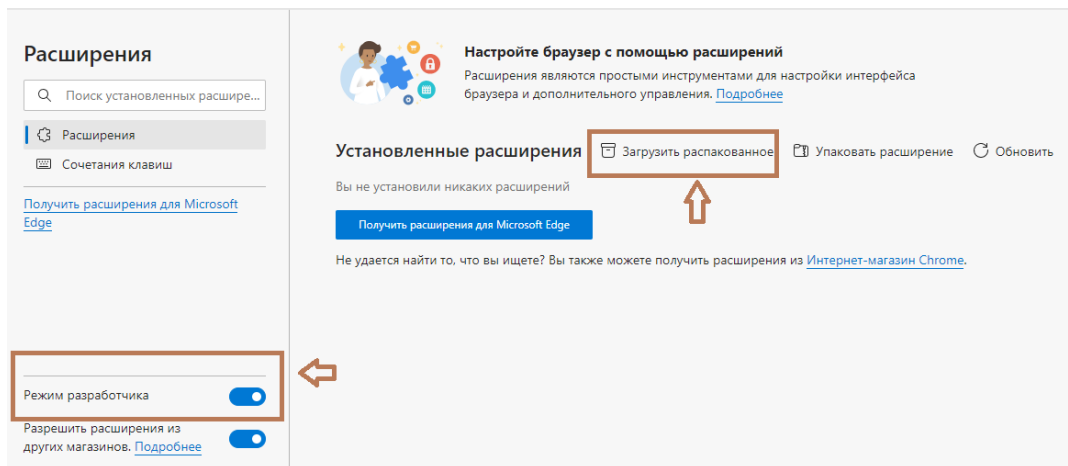 Расширения
Поиск установленных расшире...
Расширения
Сочетания клавиш
Получить расширения для Microsoft
Edge
Режим разработчика
Разрешить расширения из
других магазинов. Подробнее
Настройте браузер с помощью расширений
Расширения являются простыми инструментами для настройки интерфейса
браузера и дополнительного управления. Подробнее
Установленные расширения Загрузить распакованное Упаковать расширение Обновить
Вы не установили никаких расширений
Получить расширения для Microsoft Edge
Не удается найти то, что вы ищете? Вы также можете получить расширения из Интернет-магазин Chrome.